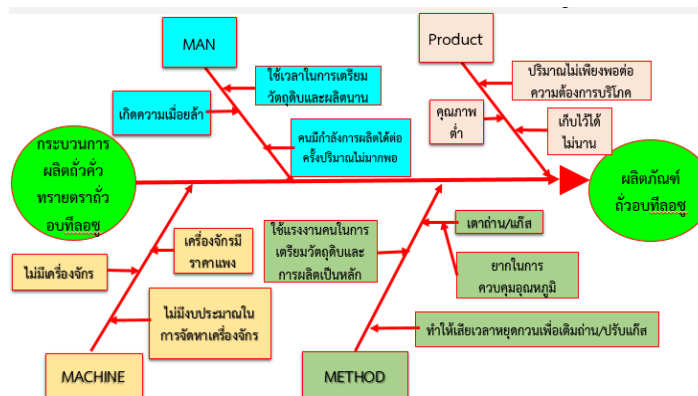 MAN
Product
ใช้เวลาในการเตรียม
วัตถุดิบและผลิตนาน
ปริมาณไม่เพียงพอต่อ
ความต้องการบริโภค
เกิดความเมื่อยล้า
คุณภาพ
ต่ำ
เก็บไว้ได้
ไม่นาน
คนมีกำลังการผลิตได้ต่อ
ครั้งปริมาณไม่มากพอ
กระบวนการ
ผลิตถั่วคั่ว
ทรายตราถั่ว
อบทีลอซู
ผลิตภัณฑ์
ถั่วอบทีลอซู
เครื่องจักรมี
ราคาแพง
ไม่มีเครื่องจักร
ไม่มีงบประมาณใน
การจัดหาเครื่องจักร
ใช้แรงงานคนในการ
เตรียมวัตถุดิบและ
การผลิตเป็นหลัก
เตาถ่าน/แก๊ส
ยากในการ
ควบคุมอุณหภูมิ
ทำให้เสียเวลาหยุดกวนเพื่อเติมถ่าน/ปรับแก๊ส
MACHINE
METHOD